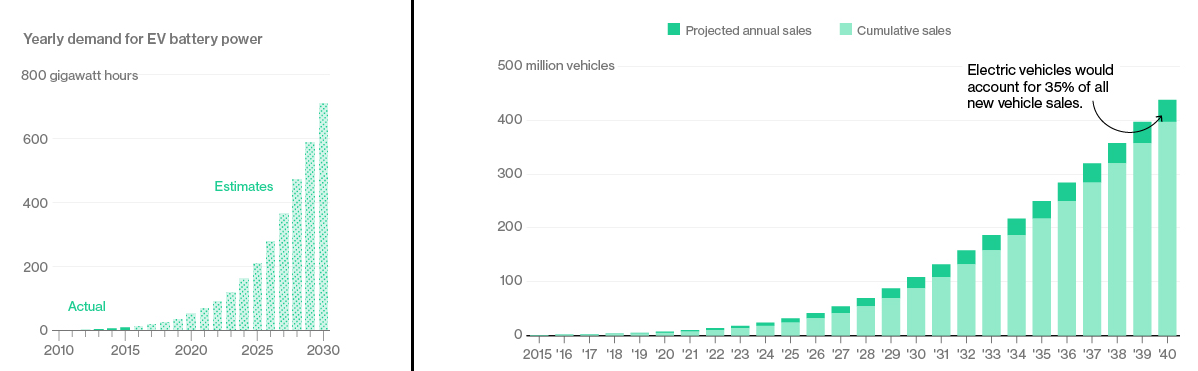 Yearly demand for EV battery power
800 gigawatt hours
600
400
200
0
Estimates
Actual
2010
2015
2020
2025
2030
Projected annual sales
Cumulative sales
500 million vehicles
400
300
200
100
0
Electric vehicles would
account for 35% of all
new vehicle sales.
2015 '16 '17 '18 '19 '20 '21 '22 '23 '24 '25 '26 '27 '28 '29 '30 '31 '32 '33 '34 '35 '36 '37 '38 '39 '40